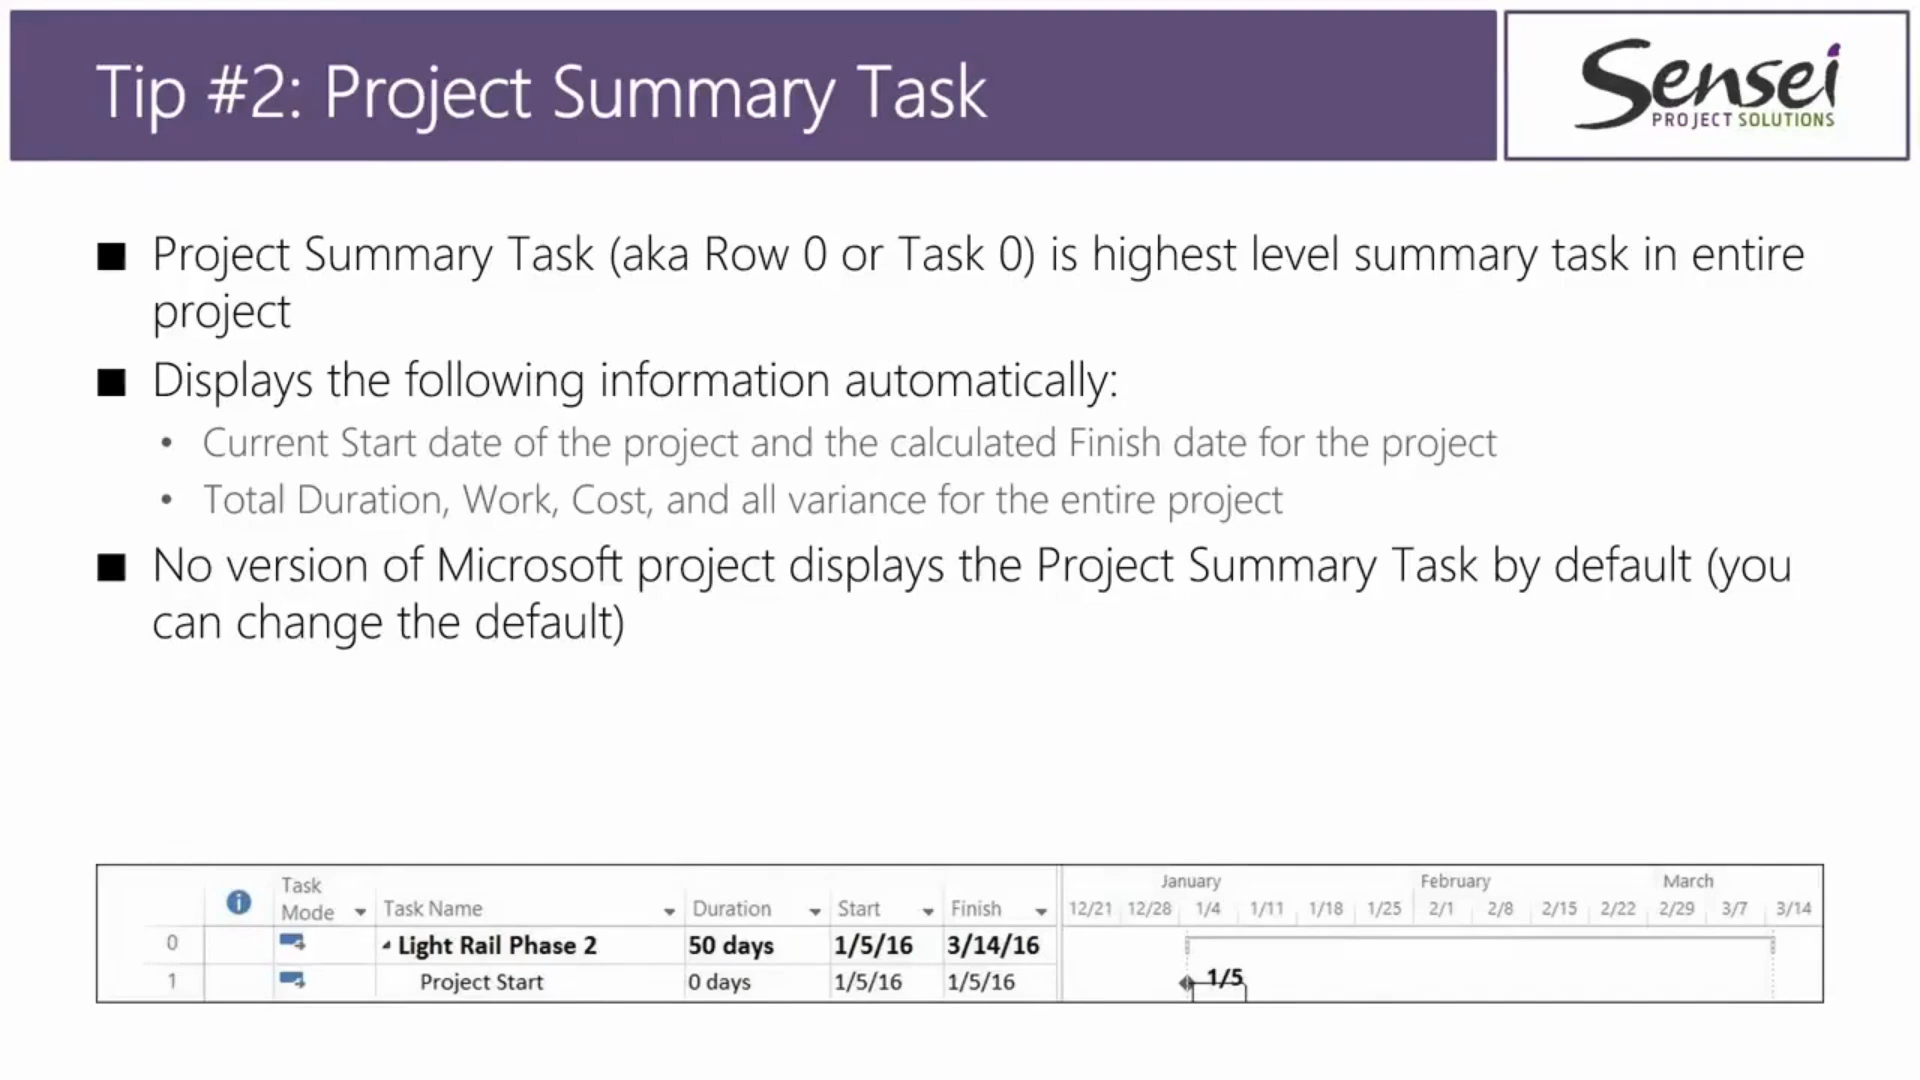 Tip #2: Project Summary Task
Sensei
PROJECT SOLUTIONS
■ Project Summary Task (aka Row 0 or Task 0) is highest level summary task in entire
project
■ Displays the following information automatically:
• Current Start date of the project and the calculated Finish date for the project
• Total Duration, Work, Cost, and all variance for the entire project
■ No version of Microsoft project displays the Project Summary Task by default (you
can change the default)
Task Mode Task Name Duration Start Finish
January February March
12/21 12/28 1/4 1/11 1/18 1/25 2/1 2/8 2/15 2/22 2/29 3/7 3/14
0 Light Rail Phase 2 50 days 1/5/16 3/14/16
1 Project Start 0 days 1/5/16 1/5/16 1/5